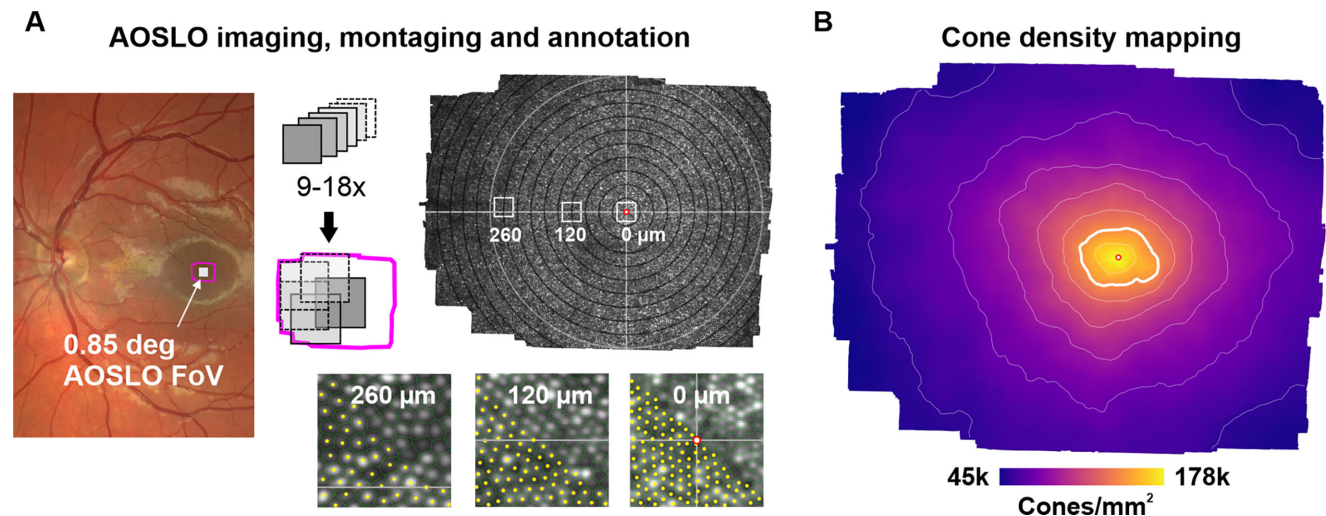 A
AOSLO imaging, montaging and annotation
9-18x
0.85 deg
AOSLO FoV
260
120
0 µm
260 µm
120 µm
0 µm
B
Cone density mapping
45k
178k
Cones/mm²